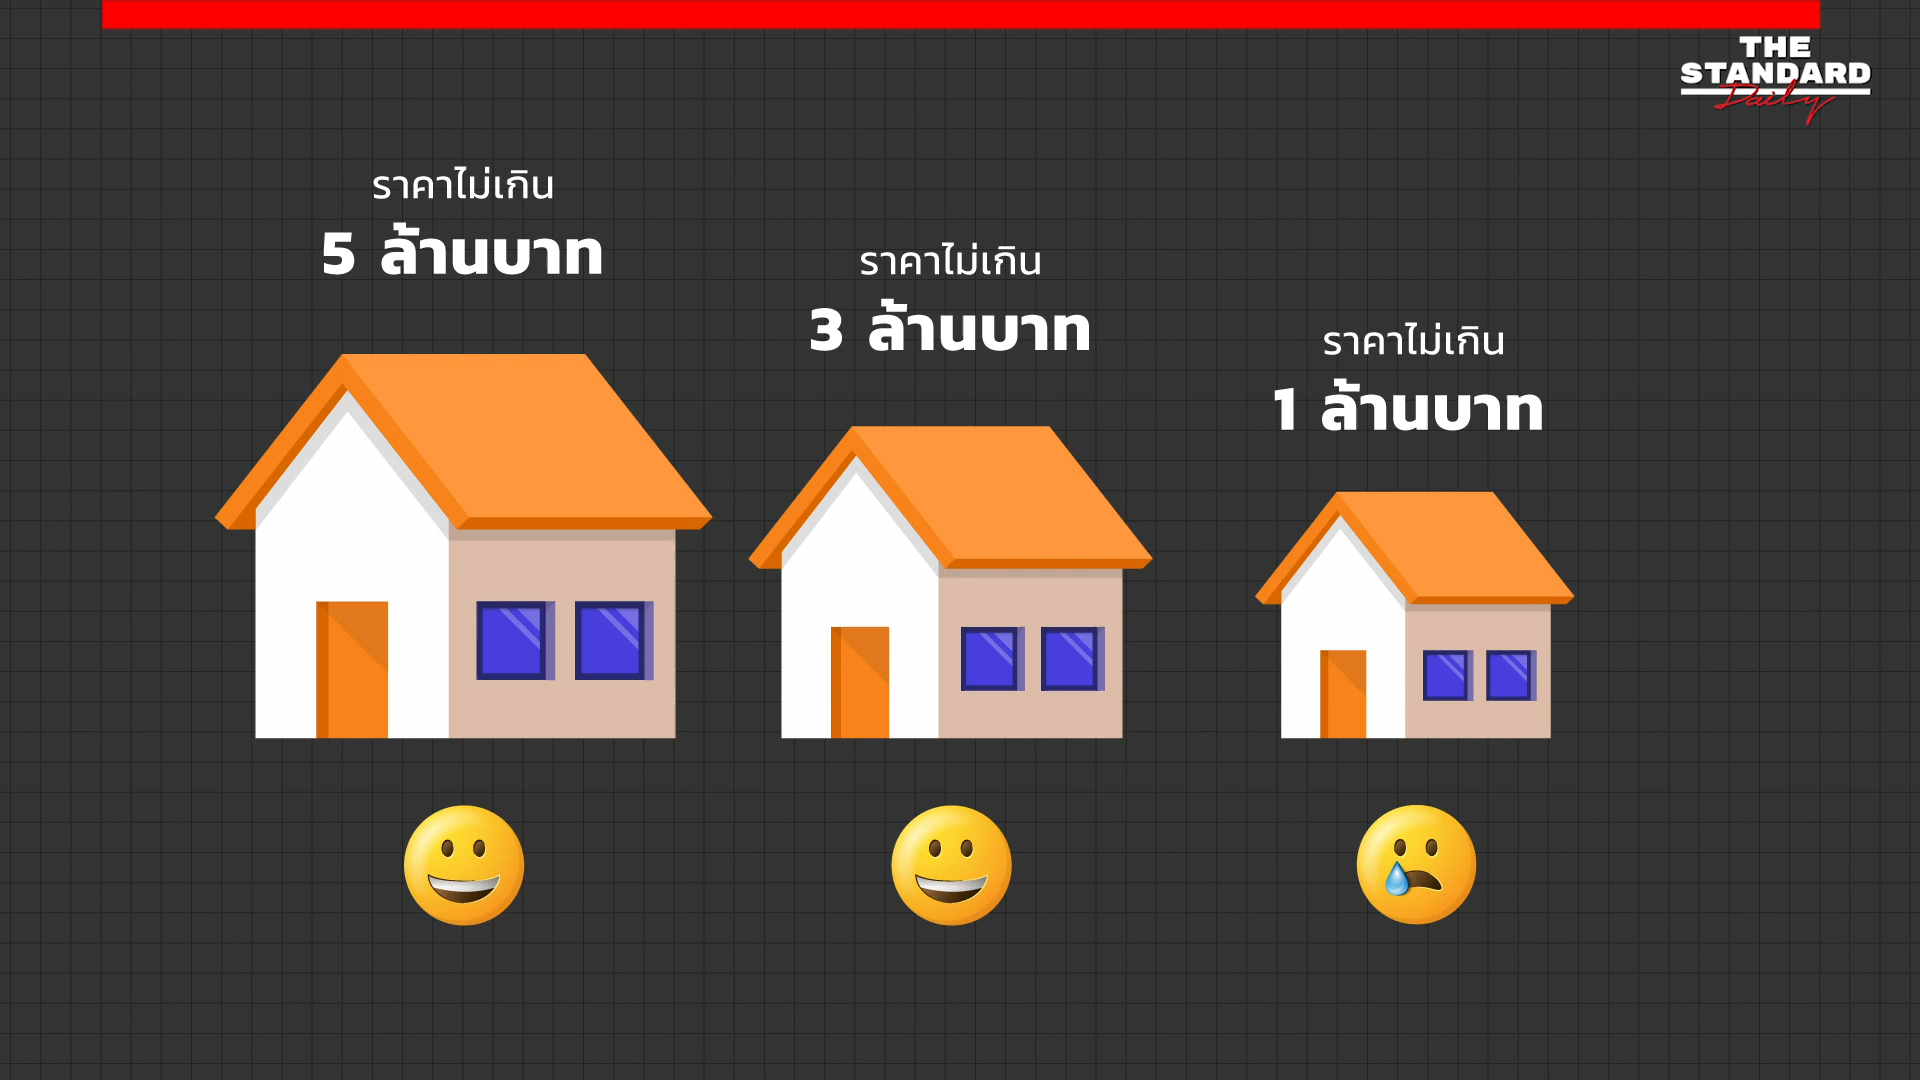 THE
STANDARD
Daily
ราคาไม่เกิน
5 ล้านบาท
ราคาไม่เกิน
3 ล้านบาท
ราคาไม่เกิน
1 ล้านบาท